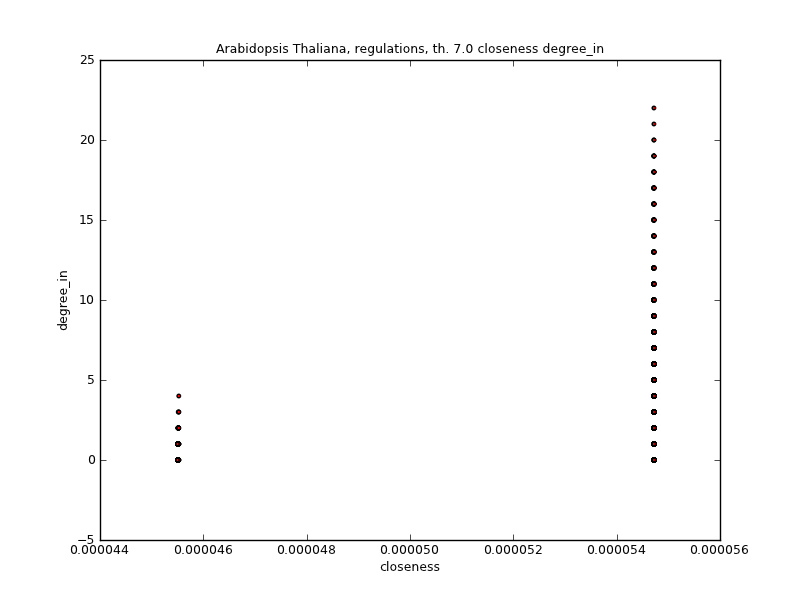 Arabidopsis Thaliana, regulations, th. 7.0 closeness degree_in
25
20
15
10
5
0
−5
degree_in
0.000044 0.000046 0.000048 0.000050 0.000052 0.000054 0.000056
closeness